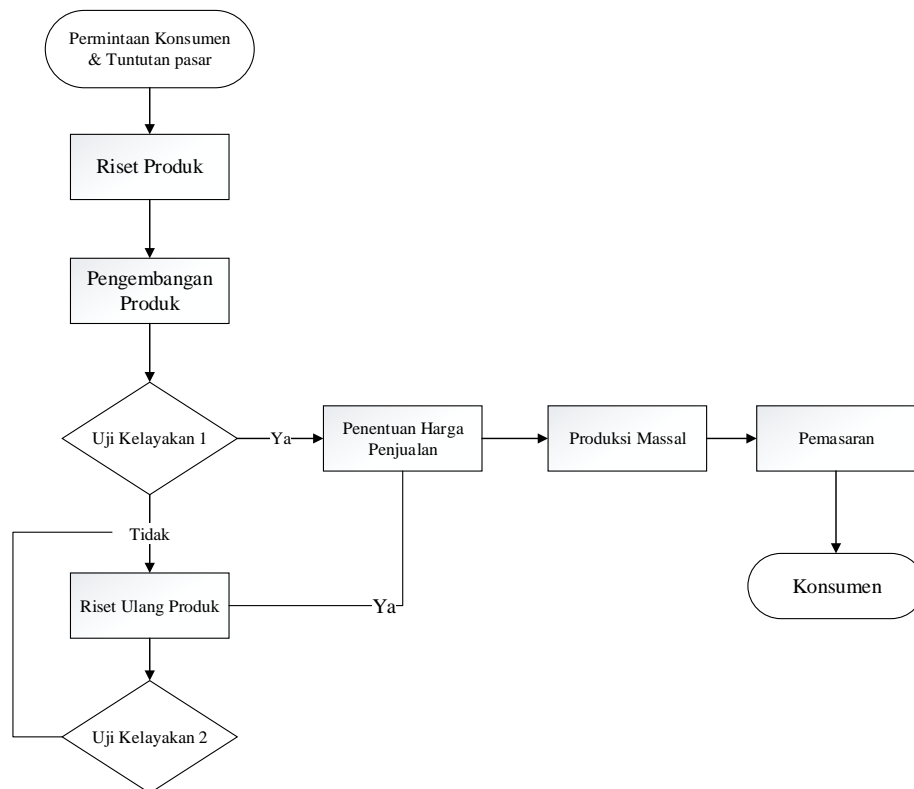 Permintaan Konsumen
& Tuntutan pasar
Riset Produk
Pengembangan
Produk
Uji Kelayakan 1
Ya
Penentuan Harga
Penjualan
Produksi Massal
Pemasaran
Tidak
Riset Ulang Produk
Ya
Konsumen
Uji Kelayakan 2